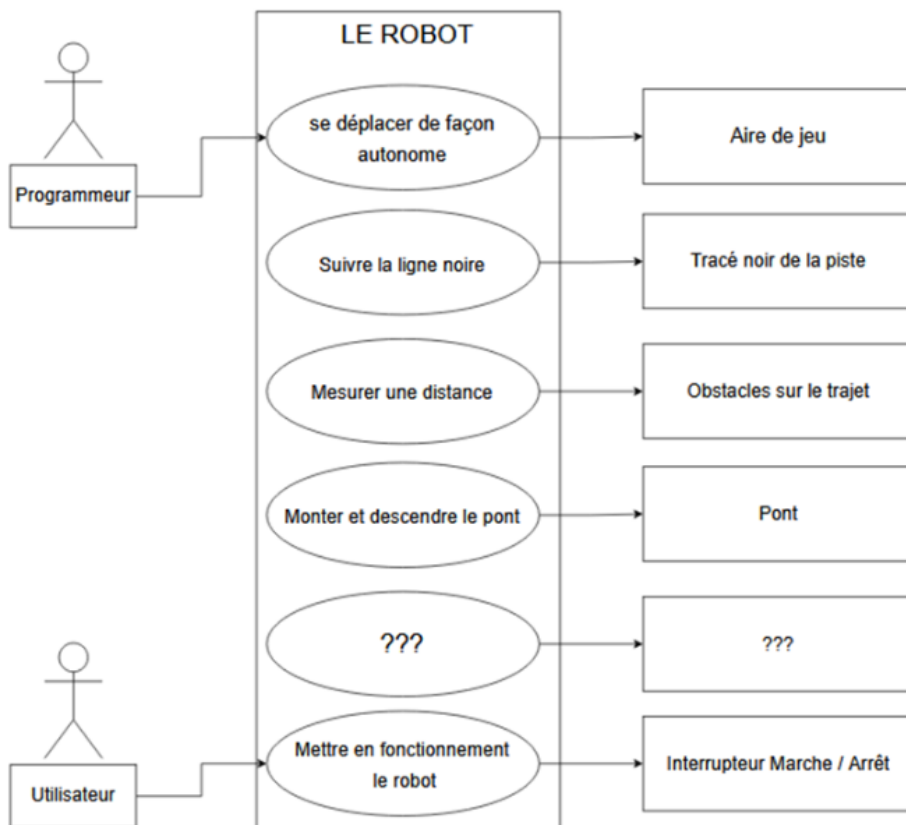 LE ROBOT
Programmeur
se déplacer de façon
autonome
Aire de jeu
Suivre la ligne noire
Tracé noir de la piste
Mesurer une distance
Obstacles sur le trajet
Monter et descendre le pont
Pont
???
???
Utilisateur
Mettre en fonctionnement
le robot
Interrupteur Marche / Arrêt